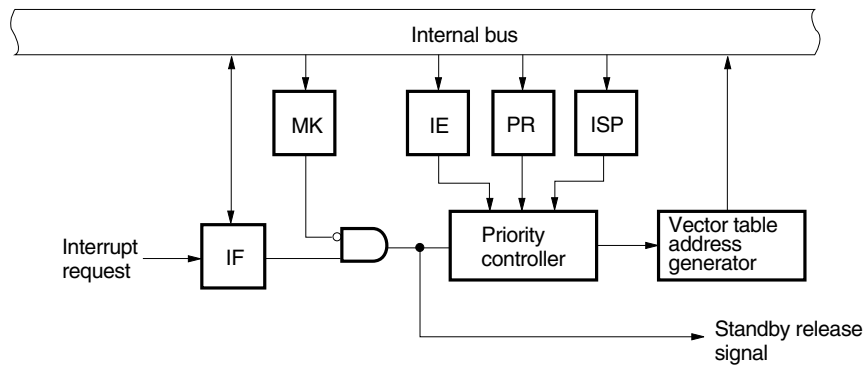 Internal bus
MK
IE
PR
ISP
Interrupt
request
IF
Priority
controller
Vector table
address
generator
Standby release
signal